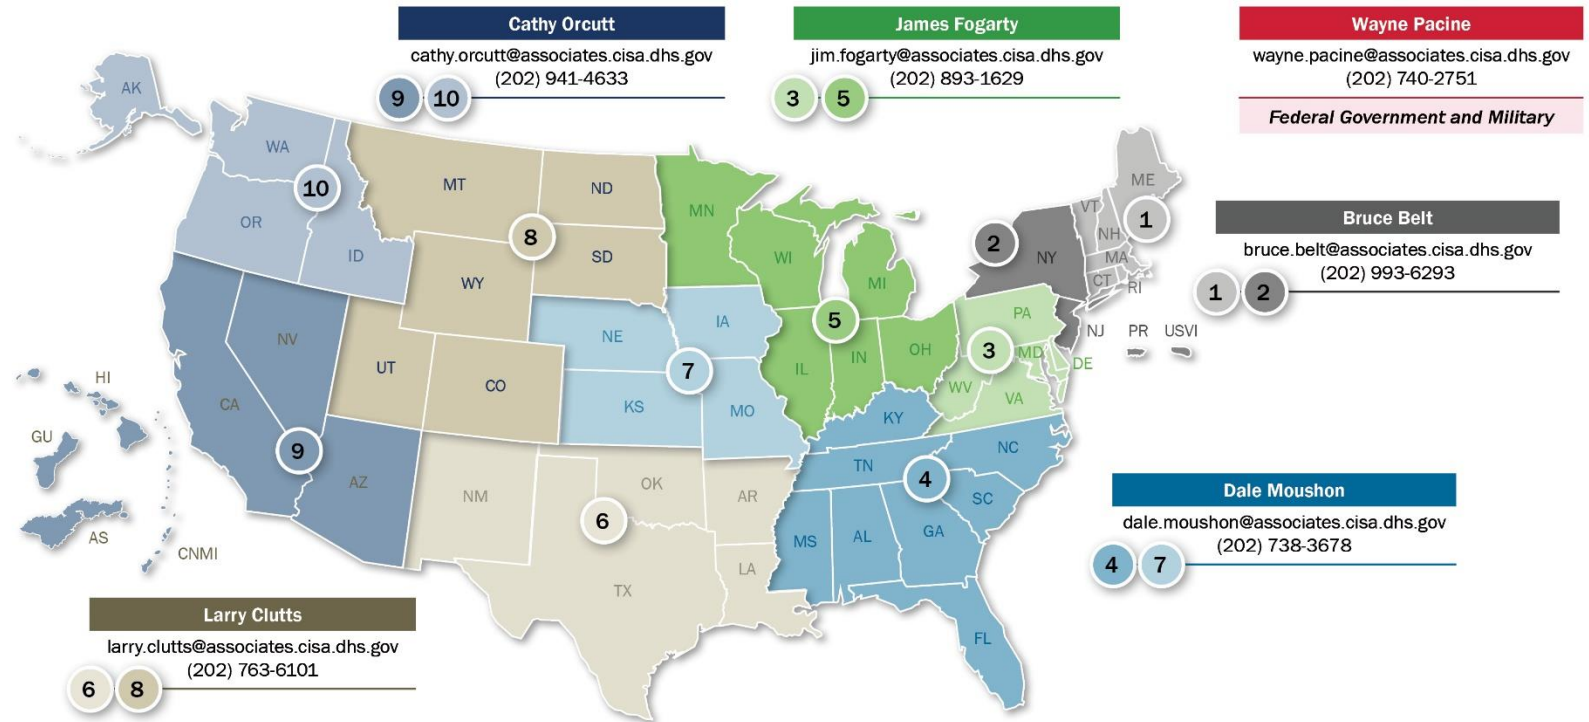 Cathy Orcutt
cathy.orcutt@associates.cisa.dhs.gov
(202) 941-4633
9 10
James Fogarty
jim.fogarty@associates.cisa.dhs.gov
(202) 893-1629
3 5
Wayne Pacine
wayne.pacine@associates.cisa.dhs.gov
(202) 740-2751
Federal Government and Military
Bruce Belt
bruce.belt@associates.cisa.dhs.gov
(202) 993-6293
1 2
AK
WA
10
OR
ID
MT
ND
8
SD
WY
UT
CO
MN
WI
MI
5
IL
IN
OH
NE
IA
7
KS
MO
ME
VT
1
NH
2
NY
MA
CT
RI
NJ
PR
USVI
PA
3
MD
DE
WV
VA
NV
CA
9
AZ
HI
GU
AS
CNMI
NM
OK
AR
6
TX
LA
KY
TN
NC
4
SC
MS
AL
GA
FL
Dale Moushon
dale.moushon@associates.cisa.dhs.gov
(202) 738-3678
4 7
Larry Clutts
larry.clutts@associates.cisa.dhs.gov
(202) 763-6101
6 8